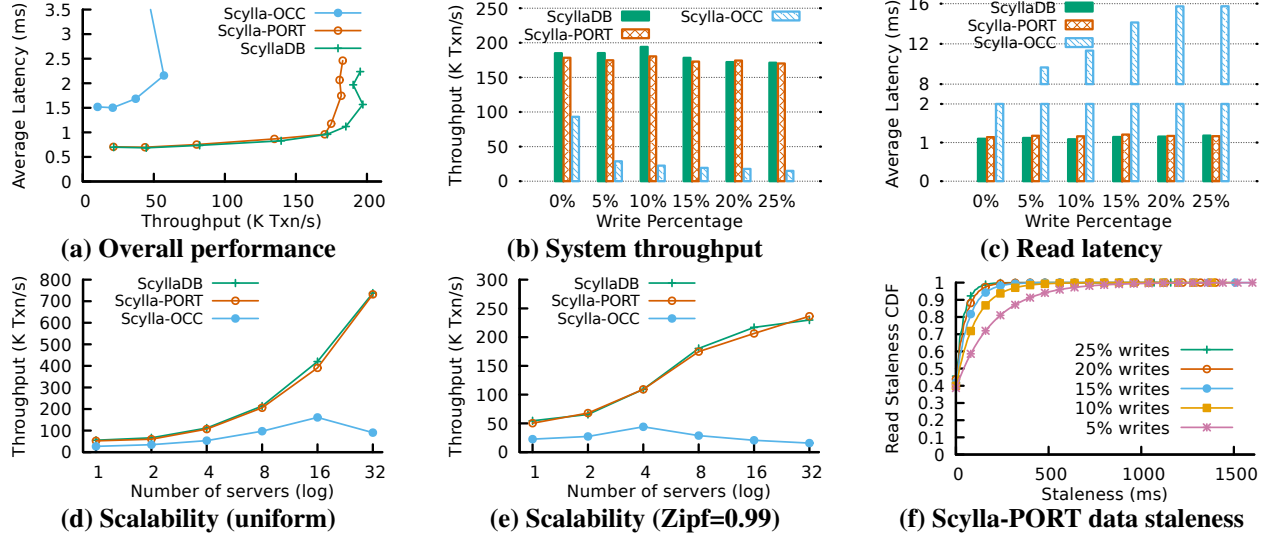 Average Latency (ms)
3.5
3
2.5
2
1.5
1
0.5
0
Scylla-OCC
Scylla-PORT
ScyllaDB
0 50 100 150 200
Throughput (K Txn/s)
(a) Overall performance
Throughput (K Txn/s)
250
200
150
100
50
0
ScyllaDB
Scylla-PORT
Scylla-OCC
0% 5% 10% 15% 20% 25%
Write Percentage
(b) System throughput
Average Latency (ms)
16
12
8
2
1
0
ScyllaDB
Scylla-PORT
Scylla-OCC
0% 5% 10% 15% 20% 25%
Write Percentage
(c) Read latency
Throughput (K Txn/s)
800
700
600
500
400
300
200
100
0
ScyllaDB
Scylla-PORT
Scylla-OCC
1 2 4 8 16 32
Number of servers (log)
(d) Scalability (uniform)
Throughput (K Txn/s)
300
250
200
150
100
50
0
ScyllaDB
Scylla-PORT
Scylla-OCC
1 2 4 8 16 32
Number of servers (log)
(e) Scalability (Zipf=0.99)
Read Staleness CDF
1
0.9
0.8
0.7
0.6
0.5
0.4
0.3
0.2
0.1
0
25% writes
20% writes
15% writes
10% writes
5% writes
0 500 1000 1500
Staleness (ms)
(f) Scylla-PORT data staleness